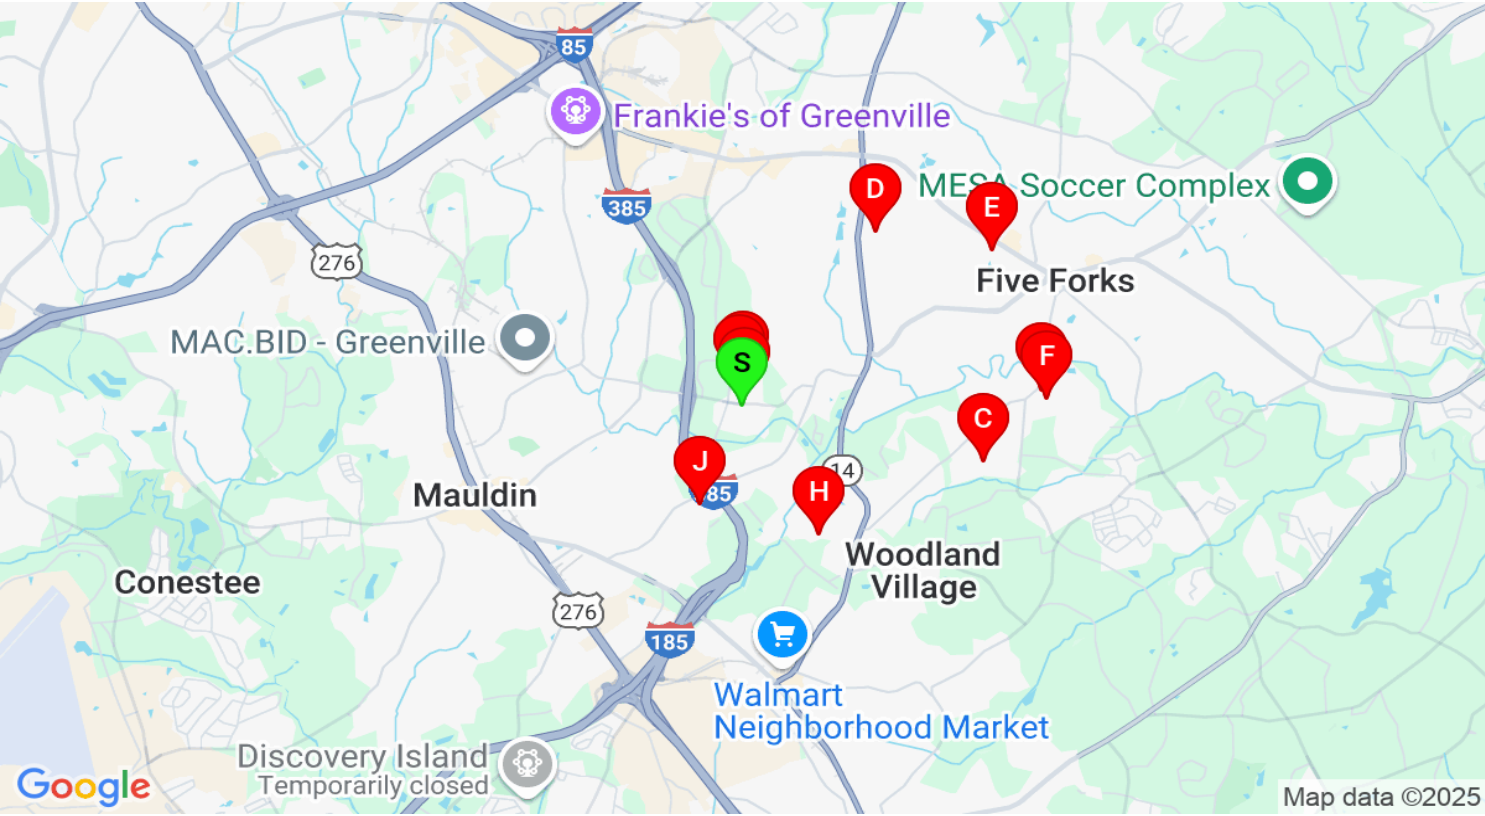 85
Frankie's of Greenville
D
MESA Soccer Complex
E
385
276
Five Forks
MAC.BID - Greenville
S
F
C
J
385
14
H
Mauldin
Woodland
Village
Conestee
276
185
Walmart
Neighborhood Market
Discovery Island
Temporarily closed
Google
Map data ©2025